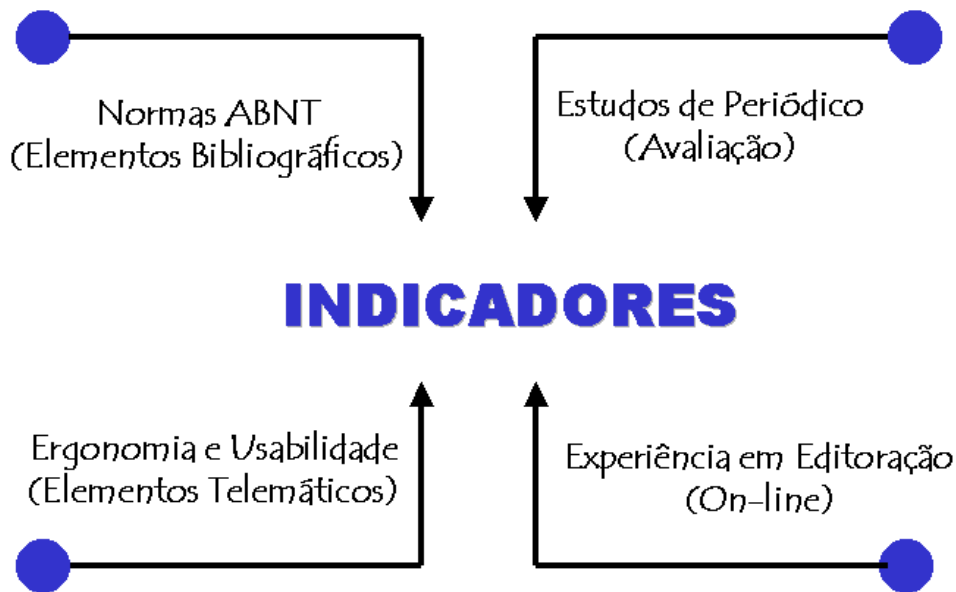 Normas ABNT
(Elementos Bibliográficos)
Estudos de Periódico
(Avaliação)
INDICADORES
Ergonomia e Usabilidade
(Elementos Telemáticos)
Experiência em Editoração
(On-line)